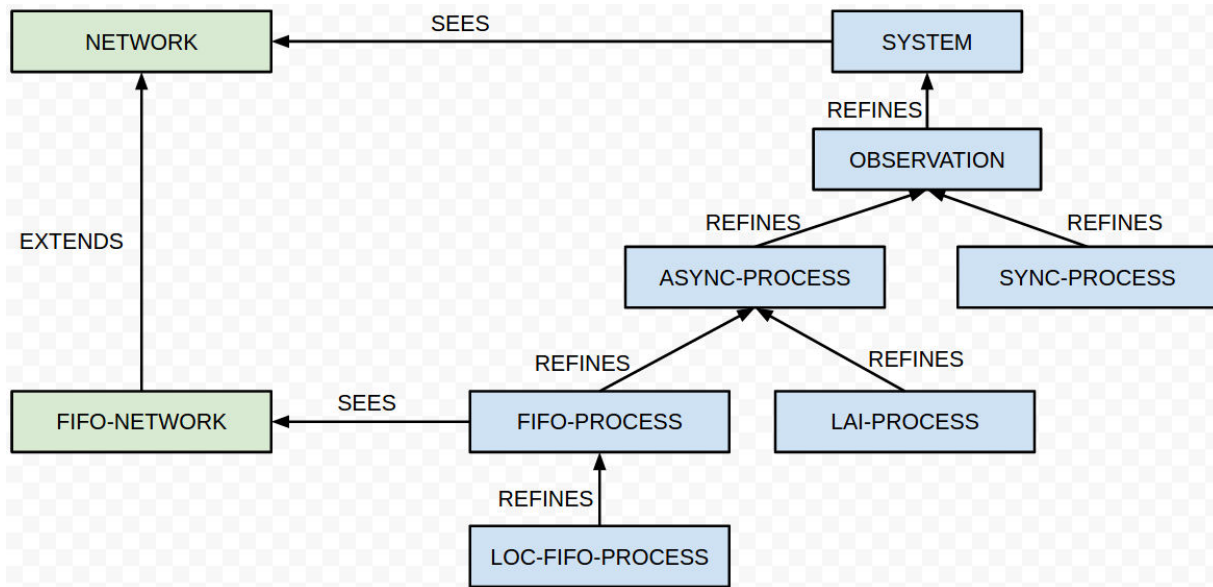 NETWORK
SEES
SYSTEM
REFINES
OBSERVATION
REFINES
REFINES
EXTENDS
ASYNC-PROCESS
SYNC-PROCESS
REFINES
REFINES
SEES
FIFO-NETWORK
FIFO-PROCESS
LAI-PROCESS
REFINES
LOC-FIFO-PROCESS